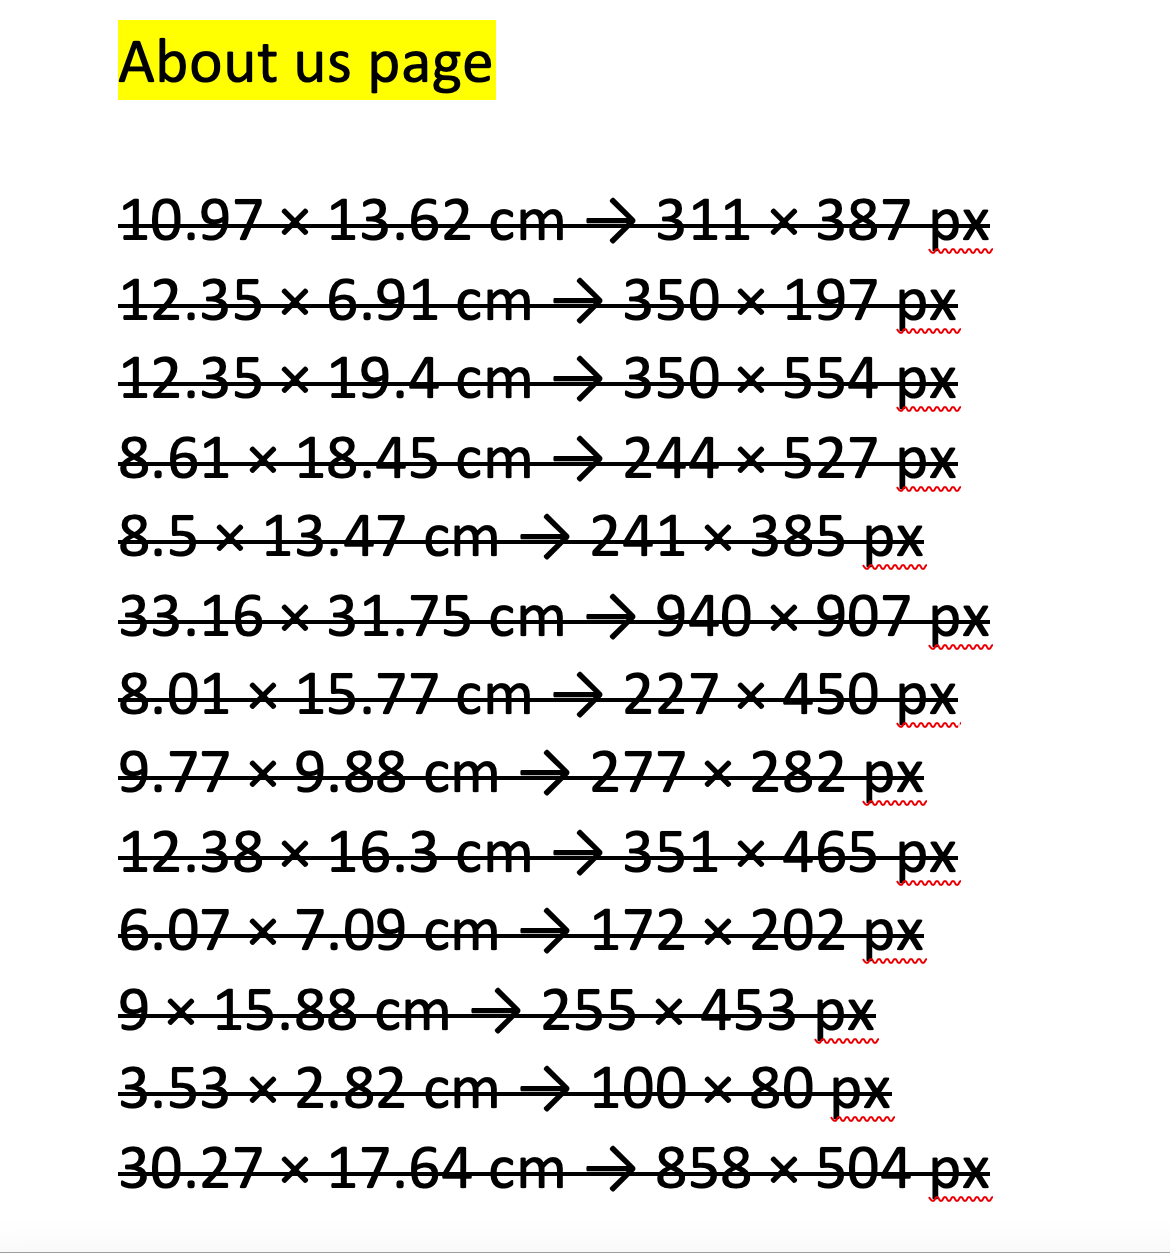 About us page
10.97 × 13.62 cm → 311 × 387 px
12.35 × 6.91 cm → 350 × 197 px
12.35 × 19.4 cm → 350 × 554 px
8.61 × 18.45 cm → 244 × 527 px
8.5 × 13.47 cm → 241 × 385 px
33.16 × 31.75 cm → 940 × 907 px
8.01 × 15.77 cm → 227 × 450 px
9.77 × 9.88 cm → 277 × 282 px
12.38 × 16.3 cm → 351 × 465 px
6.07 × 7.09 cm → 172 × 202 px
9 × 15.88 cm → 255 × 453 px
3.53 × 2.82 cm → 100 × 80 px
30.27 × 17.64 cm → 858 × 504 px